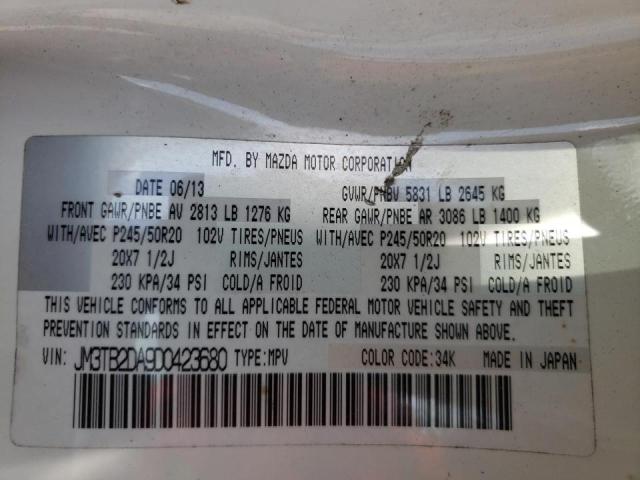 MFD. BY MAZDA MOTOR CORPORATION
DATE 06/13 GVWR/PNBV 5831 LB 2645 KG
FRONT GAWR/PNBE AV 2813 LB 1276 KG REAR GAWR/PNBE AR 3086 LB 1400 KG
WITH/AVEC P245/50R20 102V TIRES/PNEUS WITH/AVEC P245/50R20 102V TIRES/PNEUS
20X7 1/2J RIMS/JANTES 20X7 1/2J RIMS/JANTES
230 KPA/34 PSI COLD/A FROID 230 KPA/34 PSI COLD/A FROID
THIS VEHICLE CONFORMS TO ALL APPLICABLE FEDERAL MOTOR VEHICLE SAFETY AND THEFT
PREVENTION STANDARDS IN EFFECT ON THE DATE OF MANUFACTURE SHOWN ABOVE.
VIN: JM3TB2DA9D0423680 TYPE:MPV COLOR CODE:34K MADE IN JAPAN